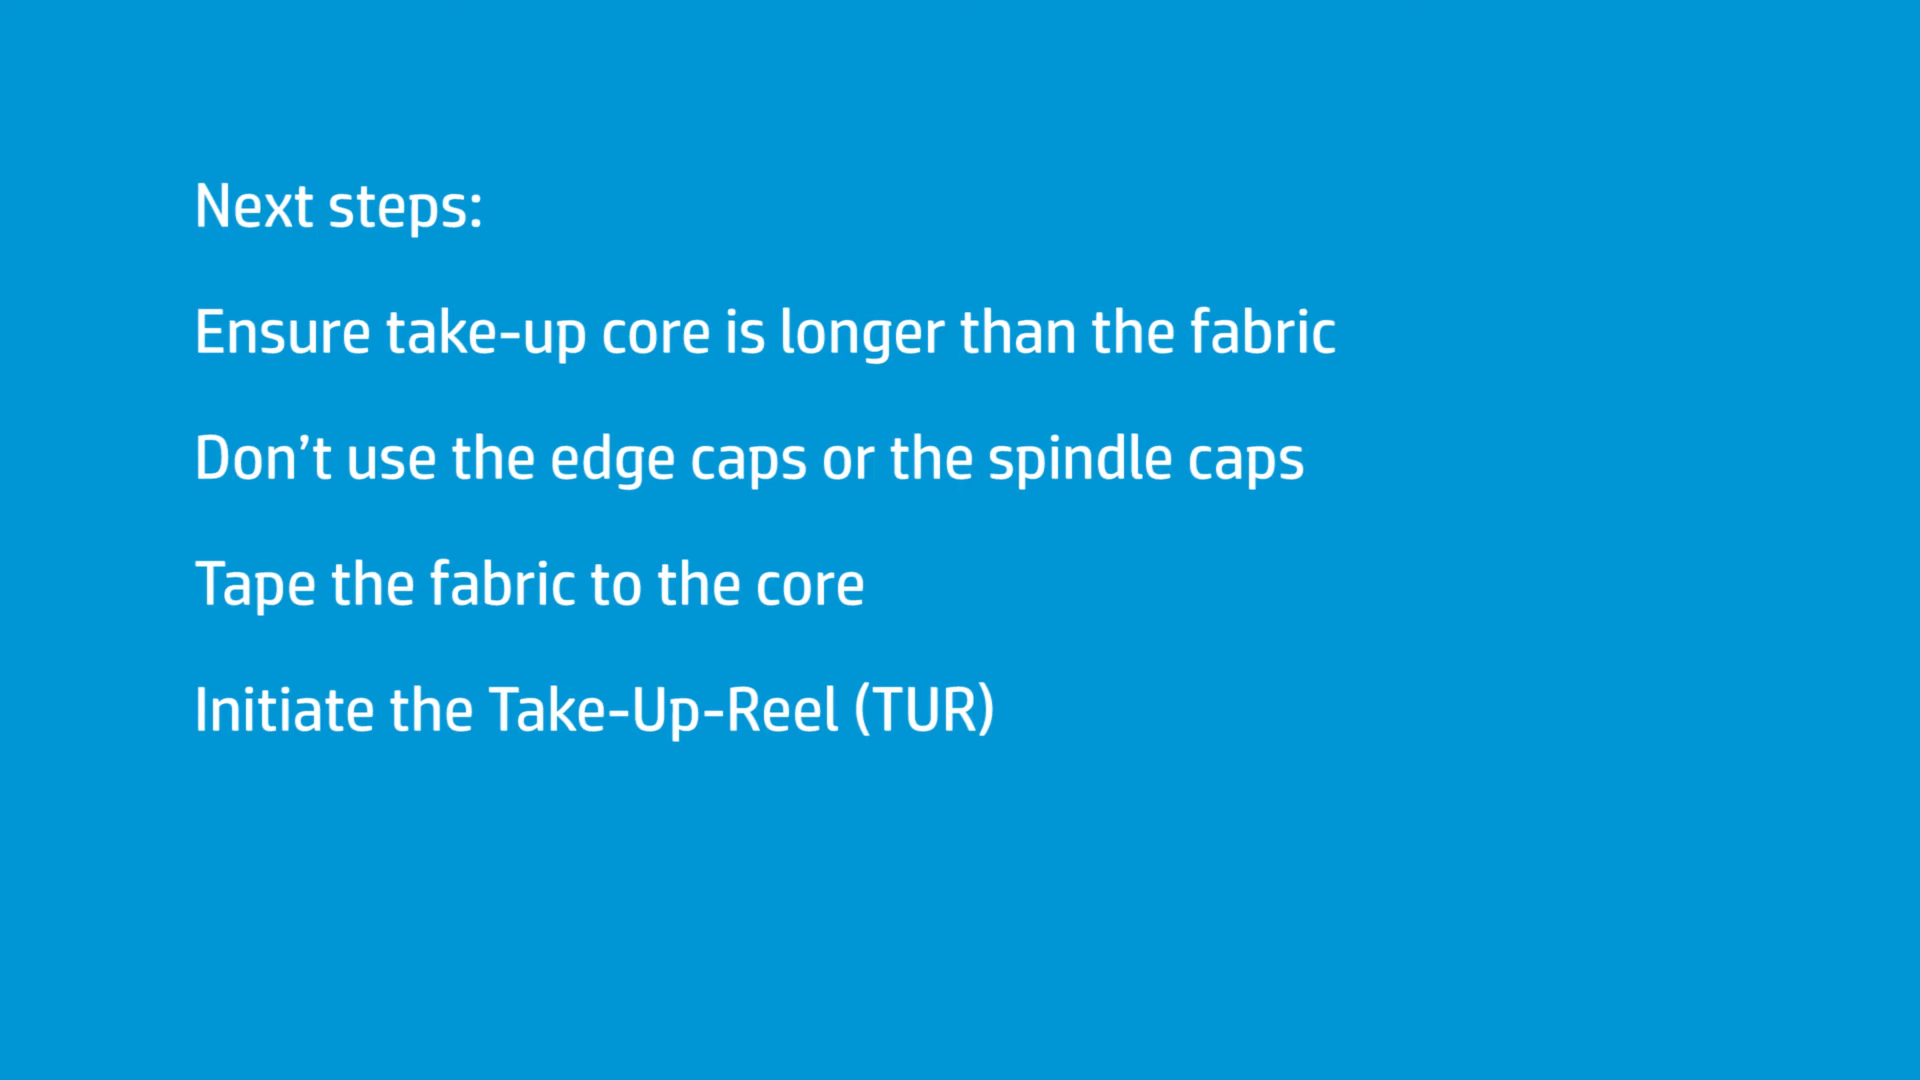 Next steps:
Ensure take-up core is longer than the fabric
Don’t use the edge caps or the spindle caps
Tape the fabric to the core
Initiate the Take-Up-Reel (TUR)